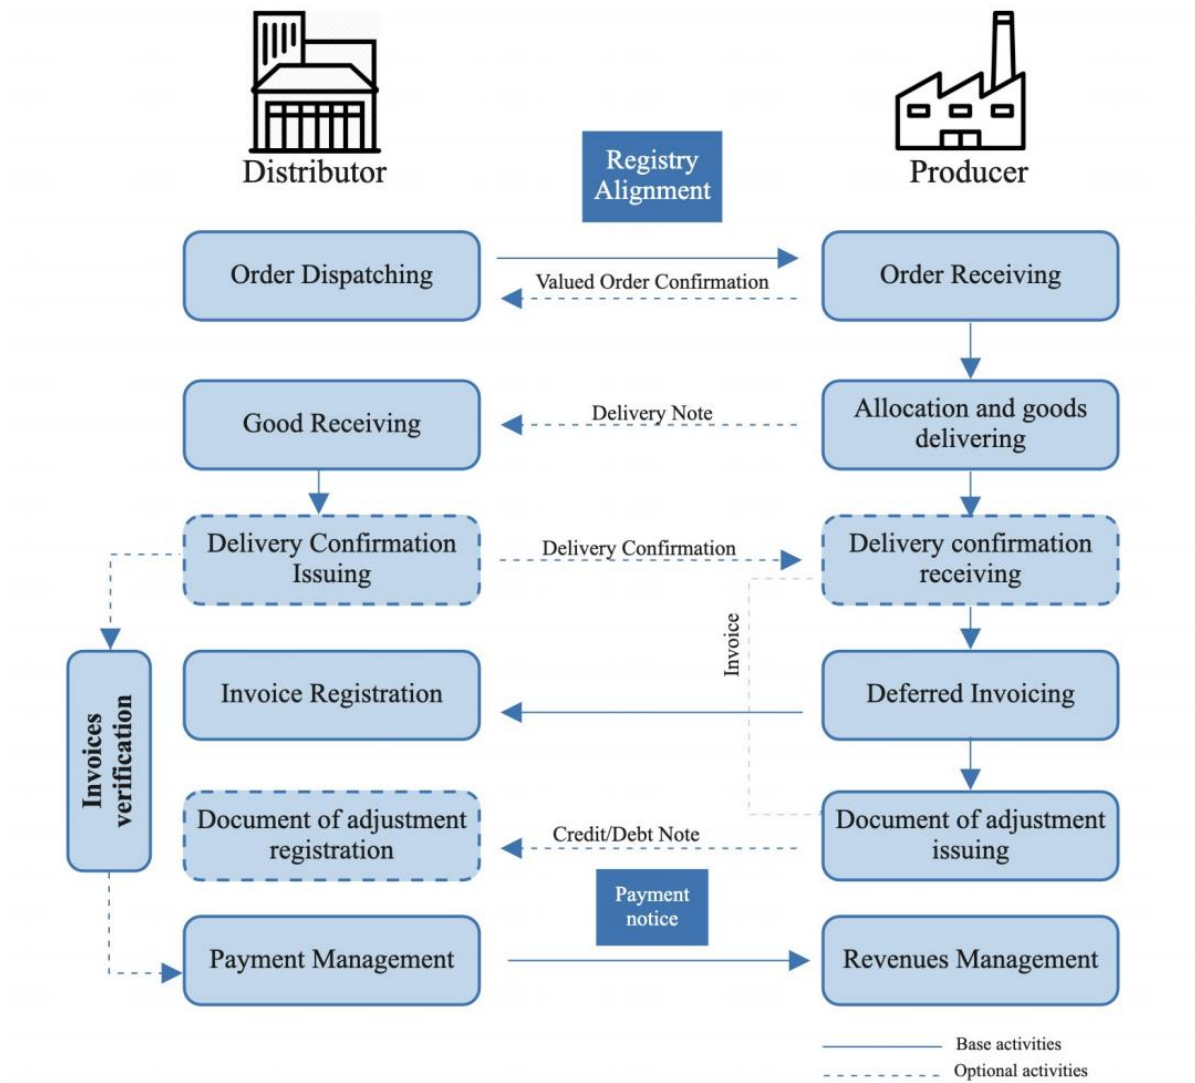 Distributor
Producer
Registry
Alignment
Order Dispatching
Valued Order Confirmation
Order Receiving
Good Receiving
Delivery Note
Allocation and goods
delivering
Delivery Confirmation
Issuing
Delivery Confirmation
Delivery confirmation
receiving
Invoice
Invoices
verification
Invoice Registration
Deferred Invoicing
Document of adjustment
registration
Credit/Debt Note
Document of adjustment
issuing
Payment
notice
Payment Management
Revenues Management
Base activities
Optional activities